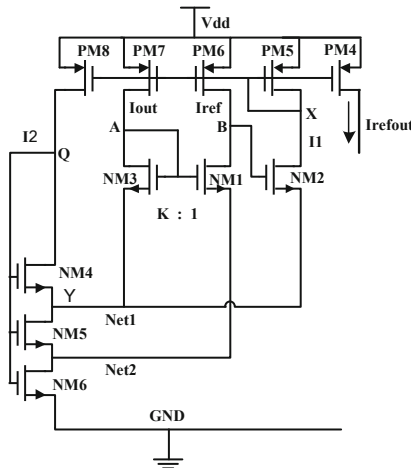 Vdd
PM8 PM7 PM6 PM5 PM4
Iout Iref X
A B I1 Irefout
I2 Q
NM3 NM1 NM2
K : 1
NM4
Y
Net1
NM5
Net2
NM6
GND